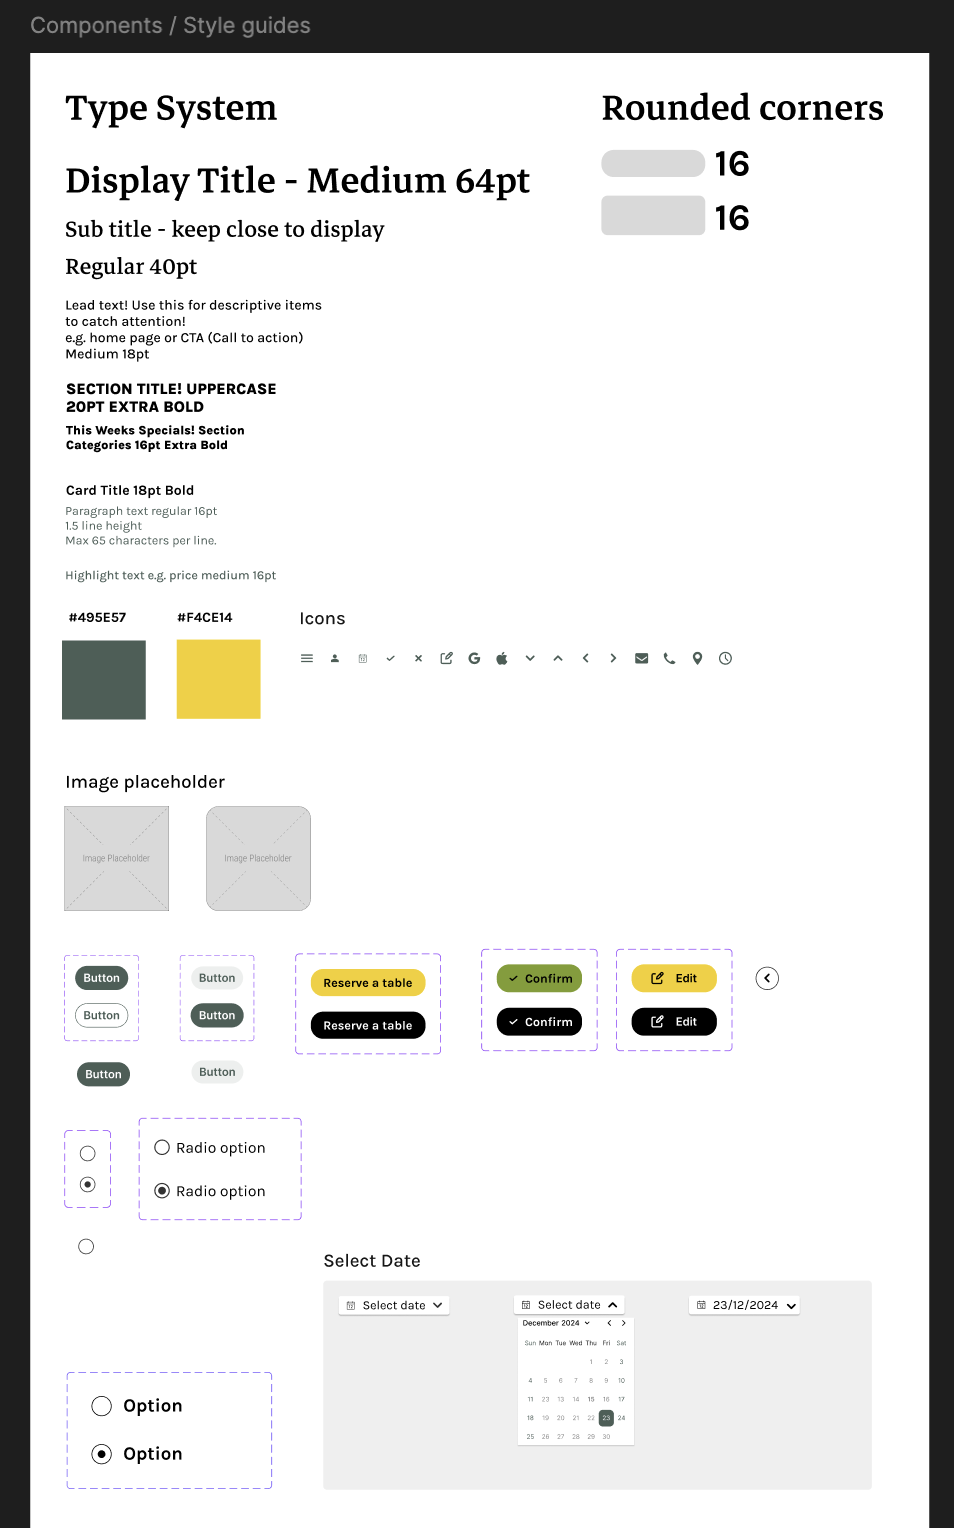 Components / Style guides
Type System
Rounded corners
Display Title - Medium 64pt
16
Sub title - keep close to display
16
Regular 40pt
Lead text! Use this for descriptive items
to catch attention!
e.g. home page or CTA (Call to action)
Medium 18pt
SECTION TITLE! UPPERCASE
20PT EXTRA BOLD
This Weeks Specials! Section
Categories 16pt Extra Bold
Card Title 18pt Bold
Paragraph text regular 16pt
1.5 line height
Max 65 characters per line.
Highlight text e.g. price medium 16pt
#495E57
#F4CE14
Icons
Image placeholder
Image Placeholder
Image Placeholder
Button
Button
Reserve a table
Confirm
Edit
Button
Button
Reserve a table
Confirm
Edit
Button
Button
Radio option
Radio option
Select Date
Select date
Select date
23/12/2024
December 2024
Sun Mon Tue Wed Thu Fri Sat
1 2 3
4 5 6 7 8 9 10
11 23 13 14 15 16 17
18 19 20 21 22 23 24
25 26 27 28 29 30
Option
Option